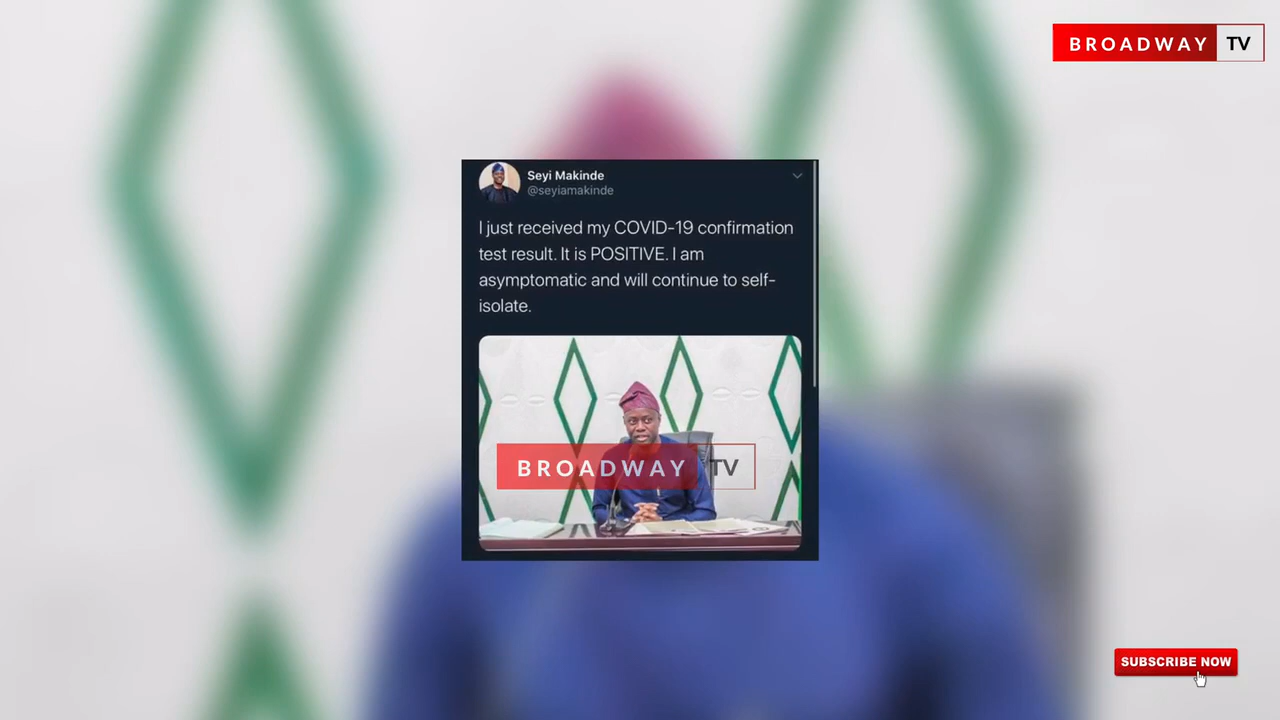 BROADWAY TV
Seyi Makinde
@seyiamakinde
I just received my COVID-19 confirmation
test result. It is POSITIVE. I am
asymptomatic and will continue to self-
isolate.
BROADWAY TV
SUBSCRIBE NOW